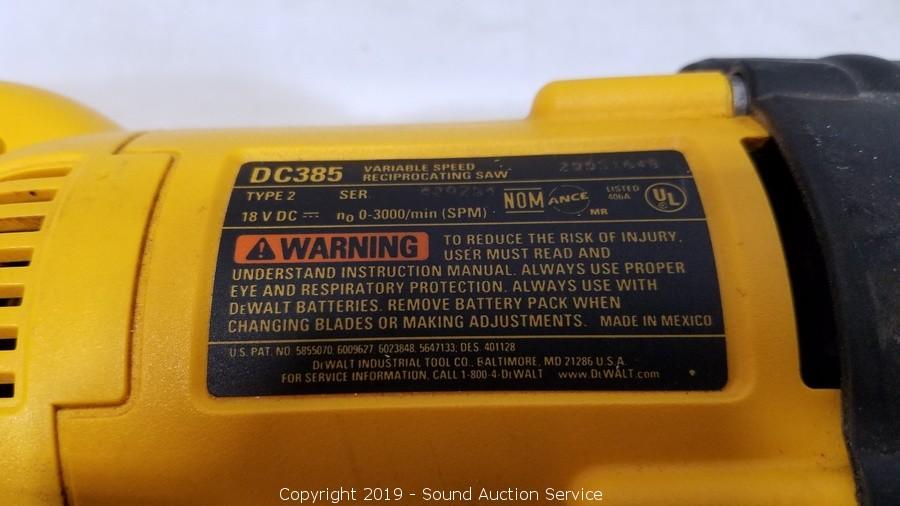 DC385 VARIABLE SPEED
RECIPROCATING SAW
TYPE 2 SER.
NOM ANCE MR
LISTED
406A
UL
18 V DC ⎓ n₀ 0-3000/min (SPM)
WARNING TO REDUCE THE RISK OF INJURY,
USER MUST READ AND
UNDERSTAND INSTRUCTION MANUAL. ALWAYS USE PROPER
EYE AND RESPIRATORY PROTECTION. ALWAYS USE WITH
DEWALT BATTERIES. REMOVE BATTERY PACK WHEN
CHANGING BLADES OR MAKING ADJUSTMENTS. MADE IN MEXICO
U.S. PAT. NO. 5855070, 6009627, 6023848, 5647133; DES. 401128
DEWALT INDUSTRIAL TOOL CO., BALTIMORE, MD 21286 U.S.A.
FOR SERVICE INFORMATION, CALL 1-800-4-DEWALT www.DEWALT.com
Copyright 2019 - Sound Auction Service